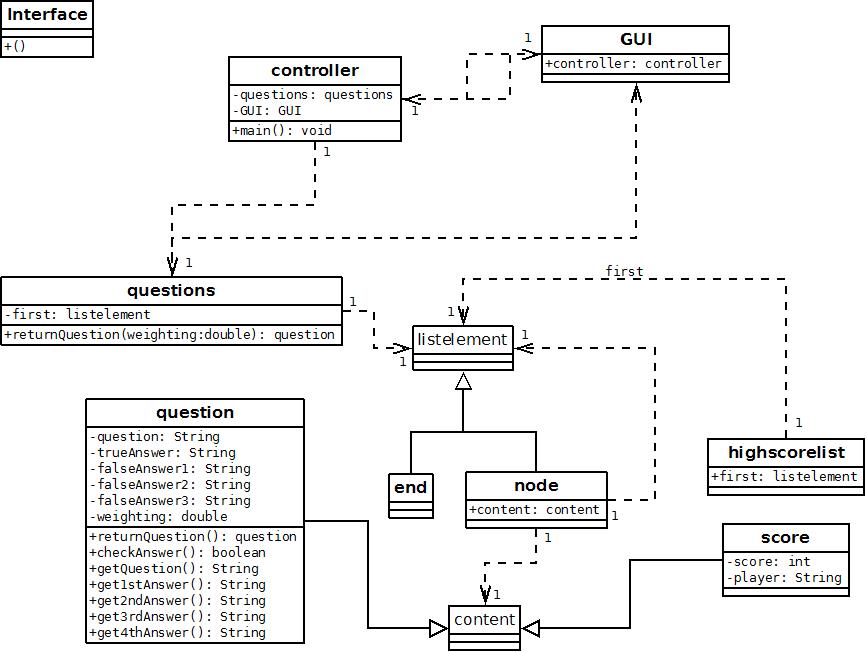 Interface
+()
controller
-questions: questions
-GUI: GUI
+main(): void
1
1
1
GUI
+controller: controller
1
questions
-first: listelement
+returnQuestion(weighting:double): question
1
1
first
1
listelement
1
question
-question: String
-trueAnswer: String
-falseAnswer1: String
-falseAnswer2: String
-falseAnswer3: String
-weighting: double
+returnQuestion(): question
+checkAnswer(): boolean
+getQuestion(): String
+get1stAnswer(): String
+get2ndAnswer(): String
+get3rdAnswer(): String
+get4thAnswer(): String
end
node
+content: content
1
1
1
highscorelist
+first: listelement
score
-score: int
-player: String
1
content